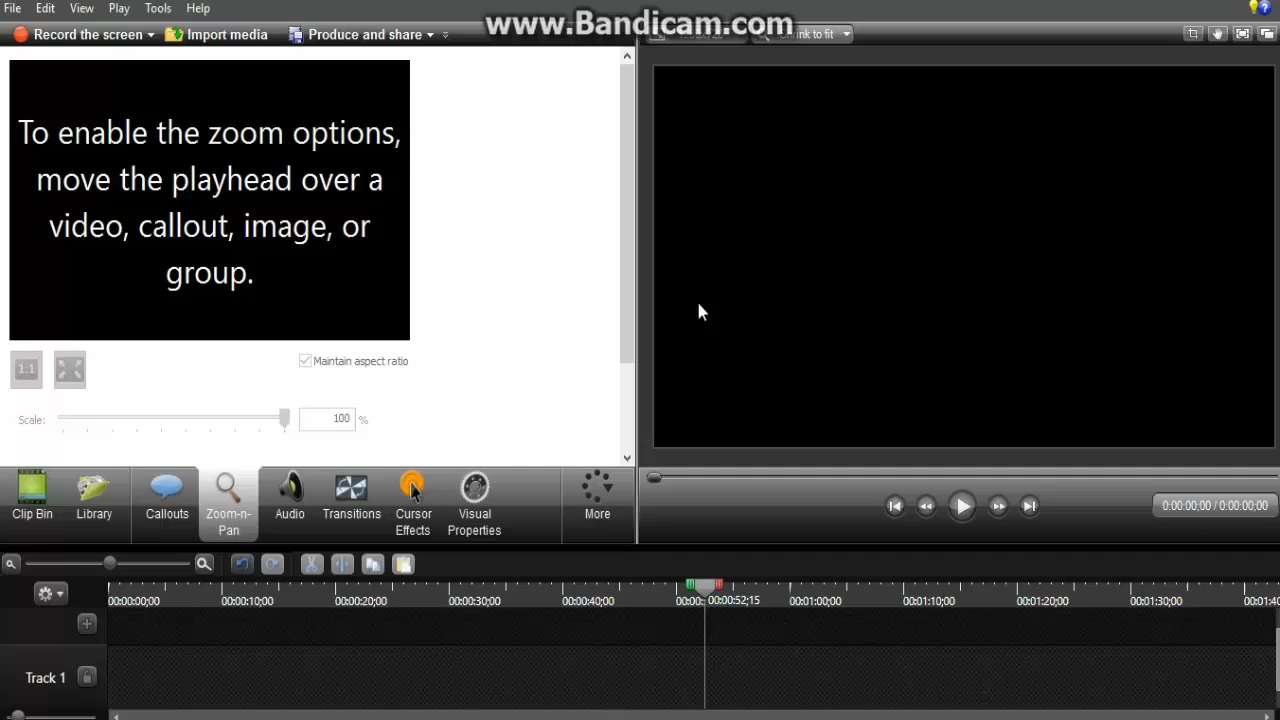 www.Bandicam.com
File Edit View Play Tools Help
Record the screen Import media Produce and share
Shrink to fit
To enable the zoom options,
move the playhead over a
video, callout, image, or
group.
1:1
Maintain aspect ratio
Scale: 100 %
Clip Bin Library Callouts Zoom-n-Pan Audio Transitions Cursor Effects Visual Properties More
0:00:00;00 / 0:00:00;00
00:00:00;00 00:00:10;00 00:00:20;00 00:00:30;00 00:00:40;00 00:00: 00:00:52;15 00:01:00;00 00:01:10;00 00:01:20;00 00:01:30;00 00:01:40
Track 1